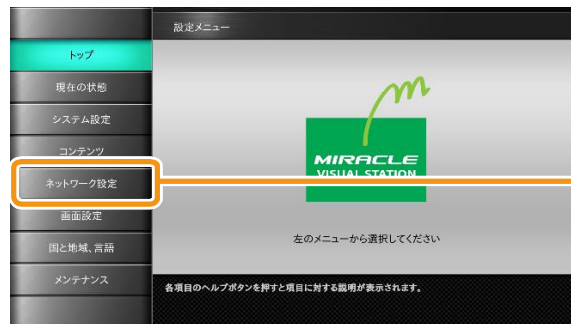 設定メニュー
トップ
現在の状態
システム設定
コンテンツ
ネットワーク設定
画面設定
国と地域、言語
メンテナンス
MIRACLE
VISUAL STATION
左のメニューから選択してください
各項目のヘルプボタンを押すと項目に対する説明が表示されます。